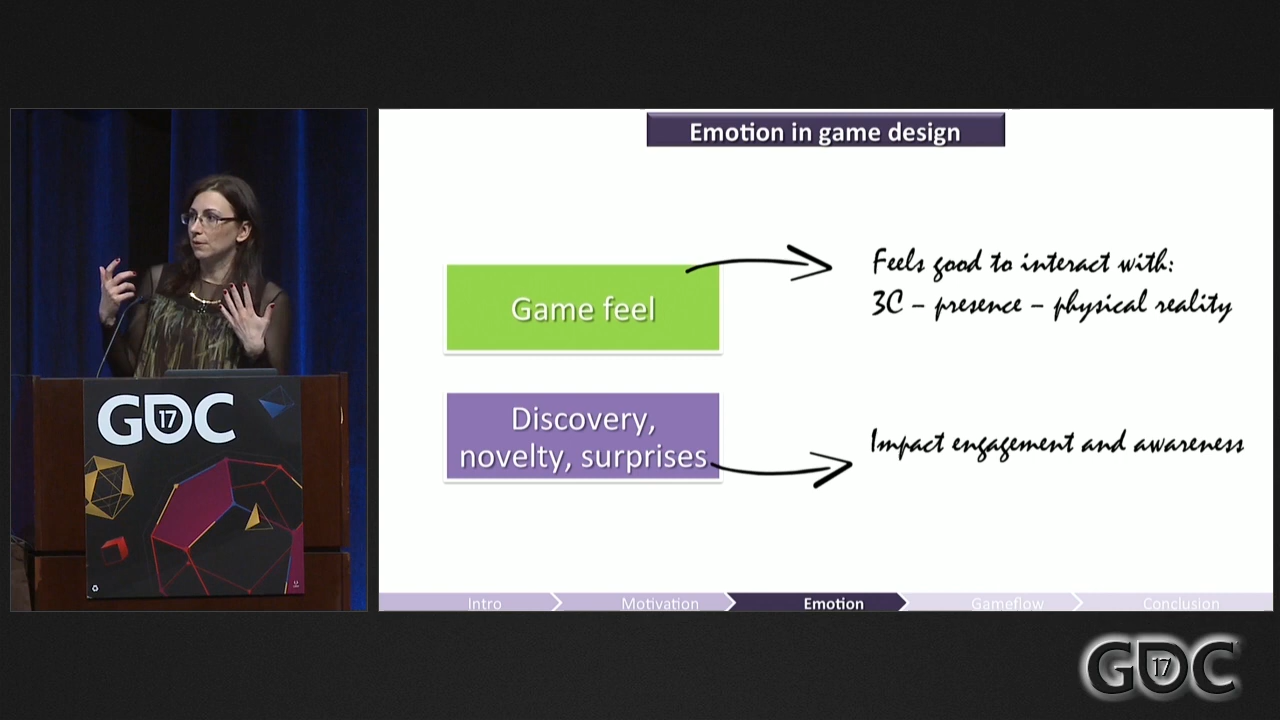 Emotion in game design
Game feel
Feels good to interact with:
3C – presence – physical reality
Discovery,
novelty, surprises
Impact engagement and awareness
Intro
Motivation
Emotion
Gameflow
Conclusion
GDC
17
GDC
17